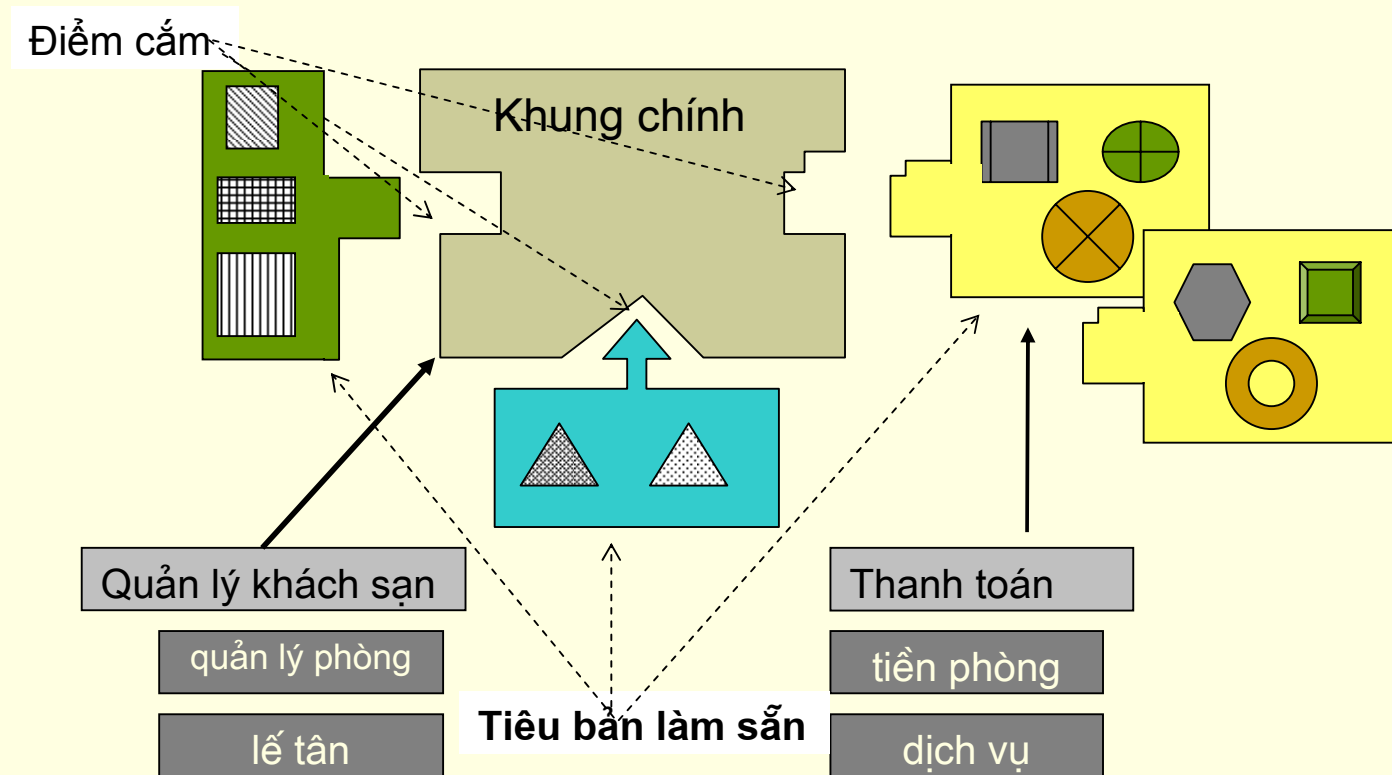 Điểm cắm
Khung chính
Quản lý khách sạn
quản lý phòng
lế tân
Tiêu bản làm sẵn
Thanh toán
tiền phòng
dịch vụ